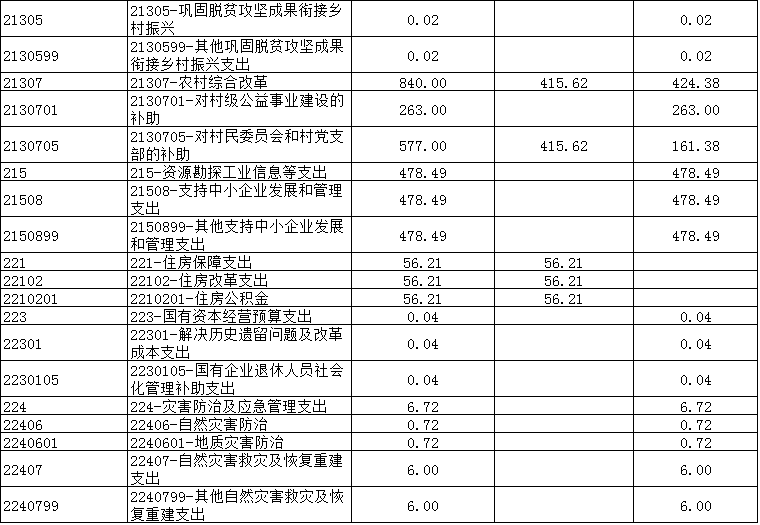 21305 21305-巩固脱贫攻坚成果衔接乡 0.02 0.02
村振兴
2130599 2130599-其他巩固脱贫攻坚成果 0.02 0.02
衔接乡村振兴支出
21307 21307-农村综合改革 840.00 415.62 424.38
2130701 2130701-对村级公益事业建设的 263.00 263.00
补助
2130705 2130705-对村民委员会和村党支 577.00 415.62 161.38
部的补助
215 215-资源勘探工业信息等支出 478.49 478.49
21508 21508-支持中小企业发展和管理 478.49 478.49
支出
2150899 2150899-其他支持中小企业发展 478.49 478.49
和管理支出
221 221-住房保障支出 56.21 56.21
22102 22102-住房改革支出 56.21 56.21
2210201 2210201-住房公积金 56.21 56.21
223 223-国有资本经营预算支出 0.04 0.04
22301 22301-解决历史遗留问题及改革 0.04 0.04
成本支出
2230105 2230105-国有企业退休人员社会 0.04 0.04
化管理补助支出
224 224-灾害防治及应急管理支出 6.72 6.72
22406 22406-自然灾害防治 0.72 0.72
2240601 2240601-地质灾害防治 0.72 0.72
22407 22407-自然灾害救灾及恢复重建 6.00 6.00
支出
2240799 2240799-其他自然灾害救灾及恢 6.00 6.00
复重建支出